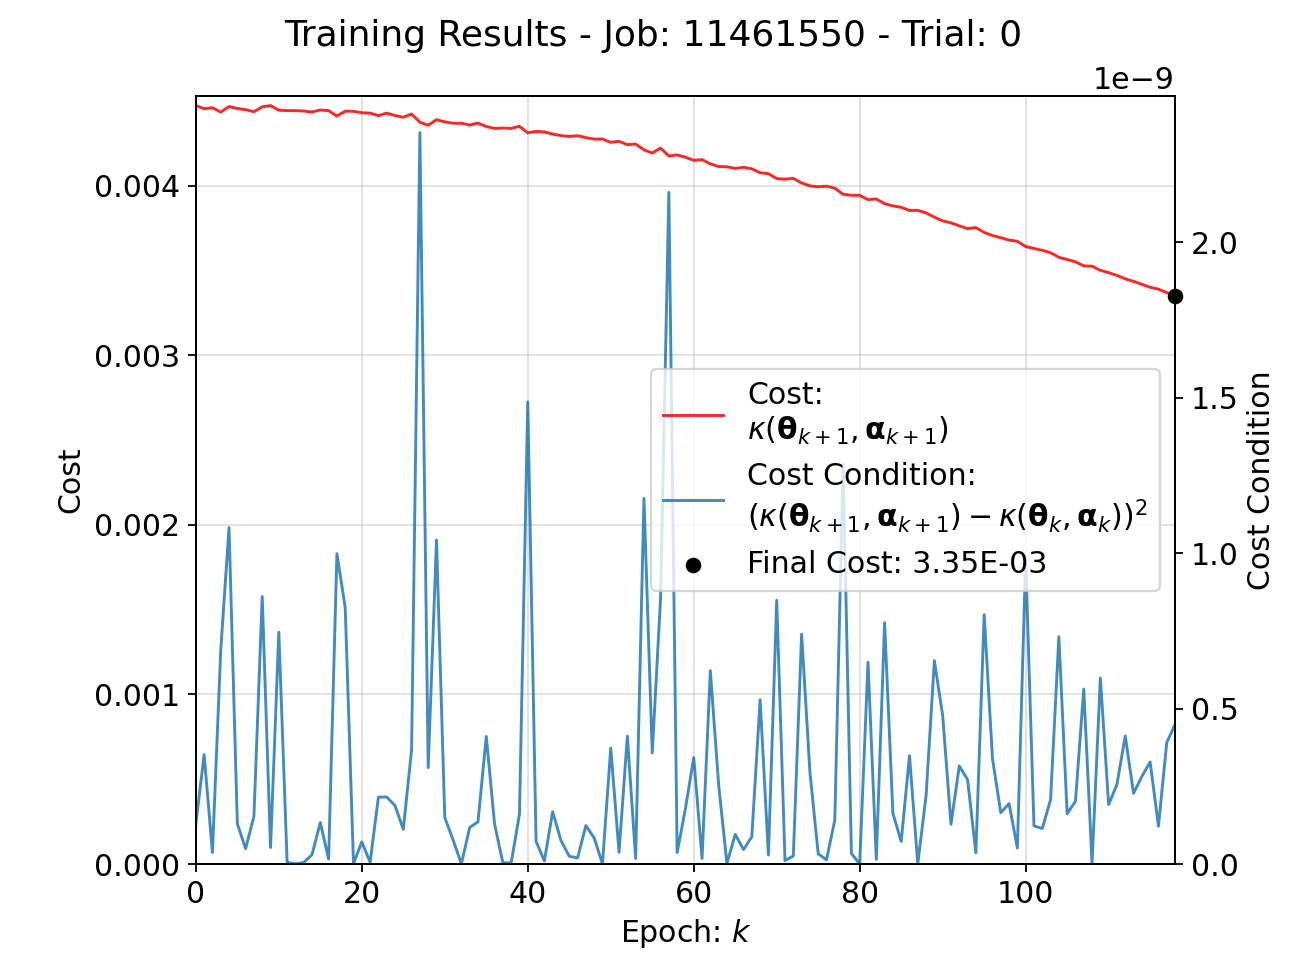 Training Results - Job: 11461550 - Trial: 0
1e−9
0.004
0.003
0.002
0.001
0.000
Cost
2.0
1.5
1.0
0.5
0.0
Cost Condition
Cost:
κ(𝛉ₖ₊₁, 𝛂ₖ₊₁)
Cost Condition:
(κ(𝛉ₖ₊₁, 𝛂ₖ₊₁) − κ(𝛉ₖ, 𝛂ₖ))²
Final Cost: 3.35E-03
0 20 40 60 80 100
Epoch: k